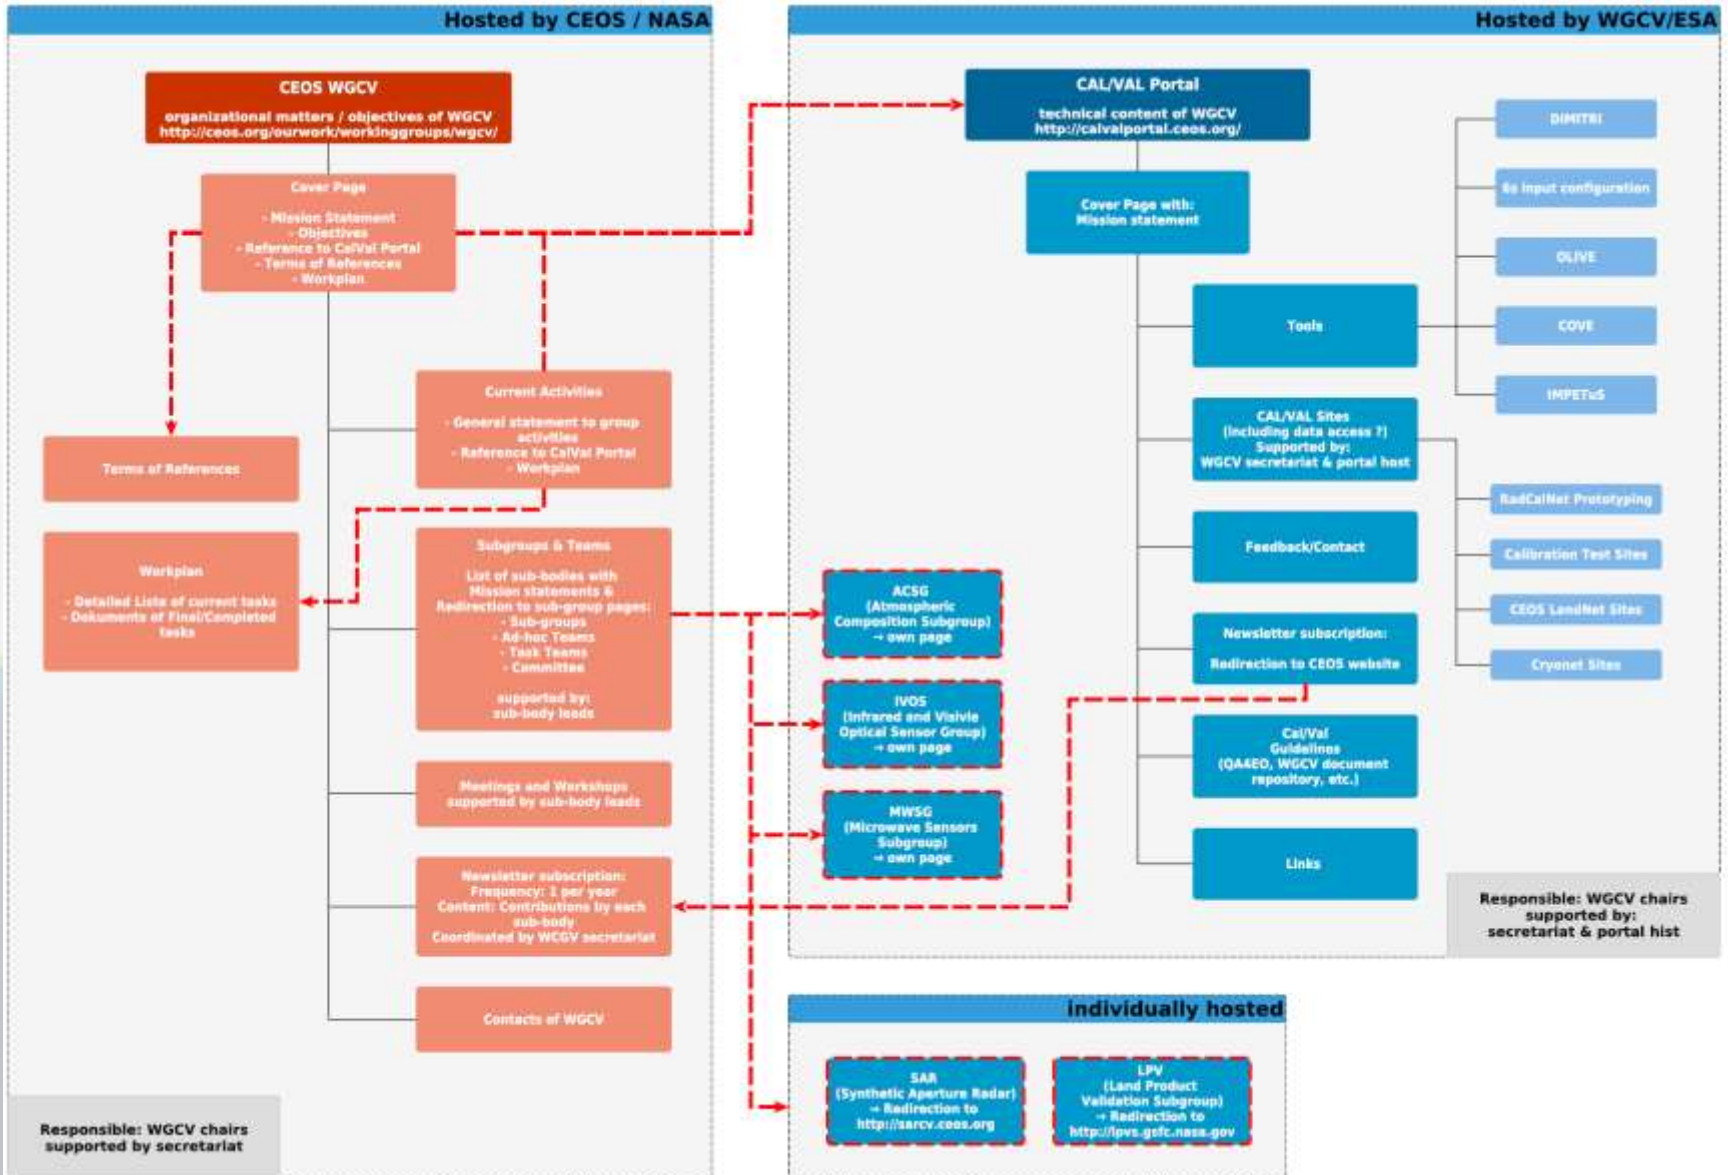 Hosted by CEOS / NASA
CEOS WGCV
organizational matters / objectives of WGCV
http://ceos.org/ourwork/workinggroups/wgcv/
Cover Page
- Mission Statement
- Objectives
- Reference to CalVal Portal
- Terms of References
- Workplan
Current Activities
- General statement to group
activities
- Reference to CalVal Portal
- Workplan
Terms of References
Workplan
- Detailed Liste of current tasks
- Dokuments of Final/Completed
tasks
Subgroups & Teams
List of sub-bodies with
Mission statements &
Redirection to sub-group pages:
- Sub-groups
- Ad-hoc Teams
- Task Teams
- Committee
supported by:
sub-body leads
Meetings and Workshops
supported by sub-body leads
Newsletter subscription:
Frequency: 1 per year
Content: Contributions by each
sub-body
Coordinated by WCGV secretariat
Contacts of WGCV
Responsible: WGCV chairs
supported by secretariat
Hosted by WGCV/ESA
CAL/VAL Portal
technical content of WGCV
http://calvalportal.ceos.org/
Cover Page with:
Mission statement
Tools
DIMITRI
6s input configuration
OLIVE
COVE
IMPETuS
CAL/VAL Sites
(including data access ?)
Supported by:
WGCV secretariat & portal host
RadCalNet Prototyping
Calibration Test Sites
CEOS LandNet Sites
Cryonet Sites
Feedback/Contact
Newsletter subscription:
Redirection to CEOS website
Cal/Val
Guidelines
(QA4EO, WGCV document
repository, etc.)
Links
ACSG
(Atmospheric
Composition Subgroup)
→ own page
IVOS
(Infrared and Visivle
Optical Sensor Group)
→ own page
MWSG
(Microwave Sensors
Subgroup)
→ own page
Responsible: WGCV chairs
supported by:
secretariat & portal hist
individually hosted
SAR
(Synthetic Aperture Radar)
→ Redirection to
http://sarcv.ceos.org
LPV
(Land Product
Validation Subgroup)
→ Redirection to
http://lpvs.gsfc.nasa.gov